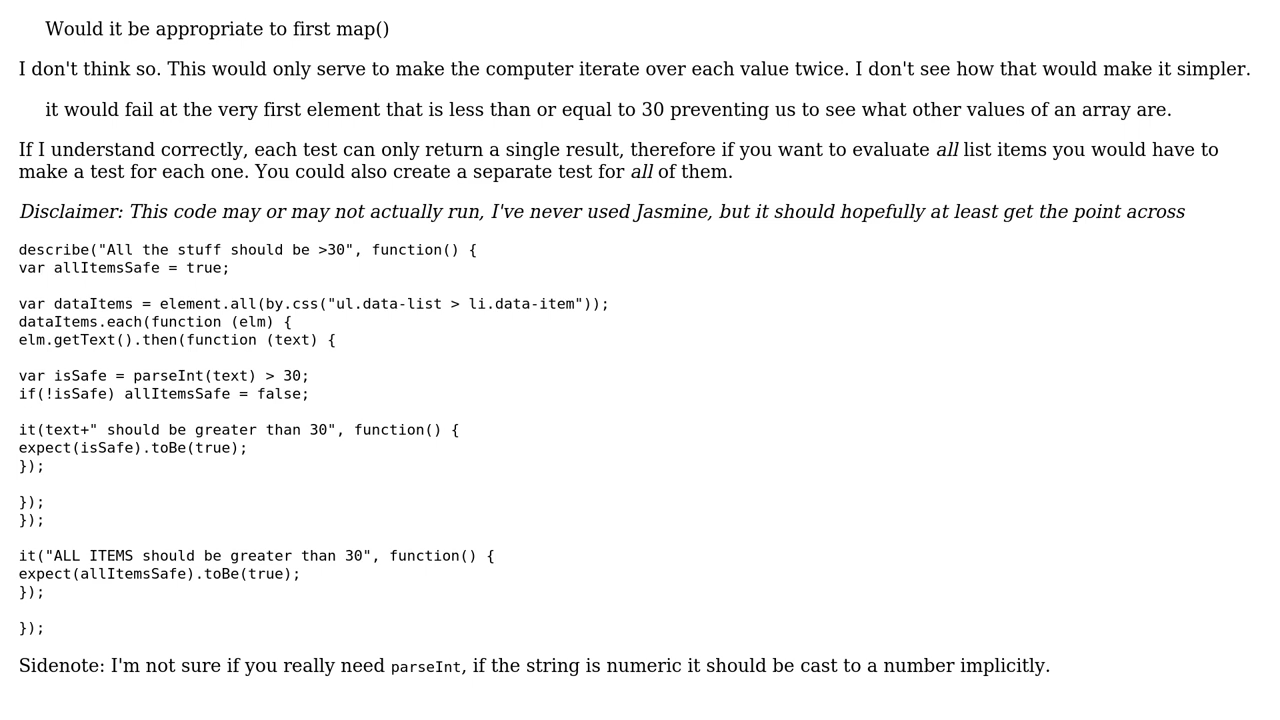 Would it be appropriate to first map()
I don't think so. This would only serve to make the computer iterate over each value twice. I don't see how that would make it simpler.
it would fail at the very first element that is less than or equal to 30 preventing us to see what other values of an array are.
If I understand correctly, each test can only return a single result, therefore if you want to evaluate all list items you would have to
make a test for each one. You could also create a separate test for all of them.
Disclaimer: This code may or may not actually run, I've never used Jasmine, but it should hopefully at least get the point across
describe("All the stuff should be >30", function() {
var allItemsSafe = true;
var dataItems = element.all(by.css("ul.data-list > li.data-item"));
dataItems.each(function (elm) {
elm.getText().then(function (text) {
var isSafe = parseInt(text) > 30;
if(!isSafe) allItemsSafe = false;
it(text+" should be greater than 30", function() {
expect(isSafe).toBe(true);
});
});
});
it("ALL ITEMS should be greater than 30", function() {
expect(allItemsSafe).toBe(true);
});
});
Sidenote: I'm not sure if you really need parseInt, if the string is numeric it should be cast to a number implicitly.